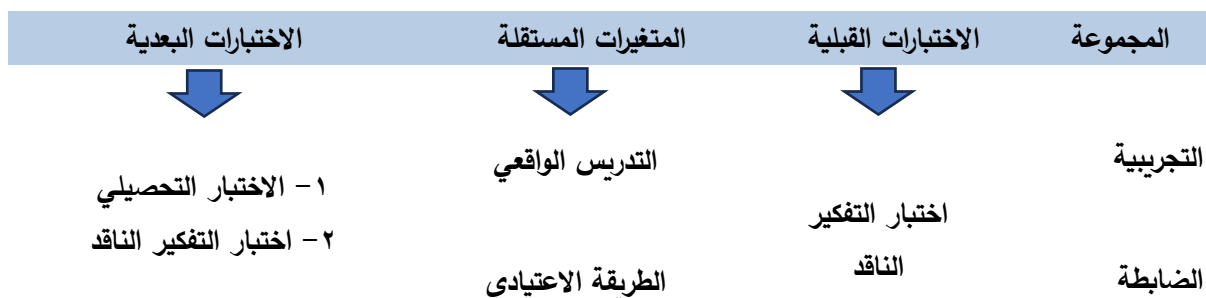 المجموعة الاختبارات القبلية المتغيرات المستقلة الاختبارات البعدية
التجريبية
التدريس الواقعي
١- الاختبار التحصيلي
اختبار التفكير
٢- اختبار التفكير الناقد
الناقد
الضابطة
الطريقة الاعتيادى